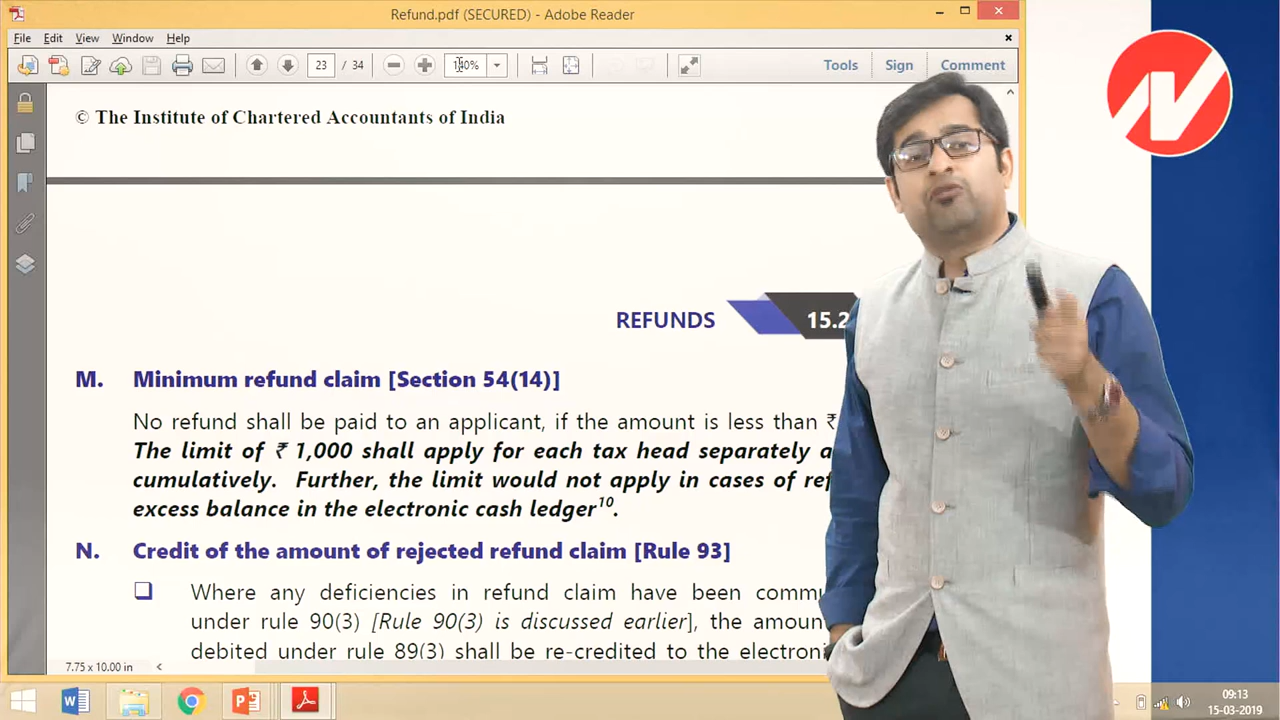 Refund.pdf (SECURED) - Adobe Reader
File Edit View Window Help
23 / 34
Tools Sign Comment
© The Institute of Chartered Accountants of India
REFUNDS 15.2
M. Minimum refund claim [Section 54(14)]
No refund shall be paid to an applicant, if the amount is less than ₹
The limit of ₹ 1,000 shall apply for each tax head separately
cumulatively. Further, the limit would not apply in cases of
excess balance in the electronic cash ledger¹⁰.
N. Credit of the amount of rejected refund claim [Rule 93]
Where any deficiencies in refund claim have been
under rule 90(3) [Rule 90(3) is discussed earlier], the
debited under rule 89(3) shall be re-credited to the
7.75 x 10.00 in
09:13
15-03-2019